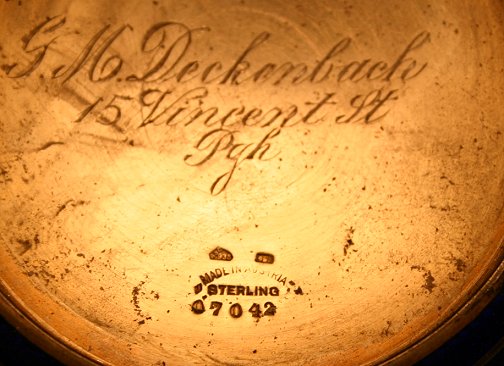 G. M. Deckenbach
15 Vincent St
Pgh
MADE IN AUSTRIA
STERLING
07042